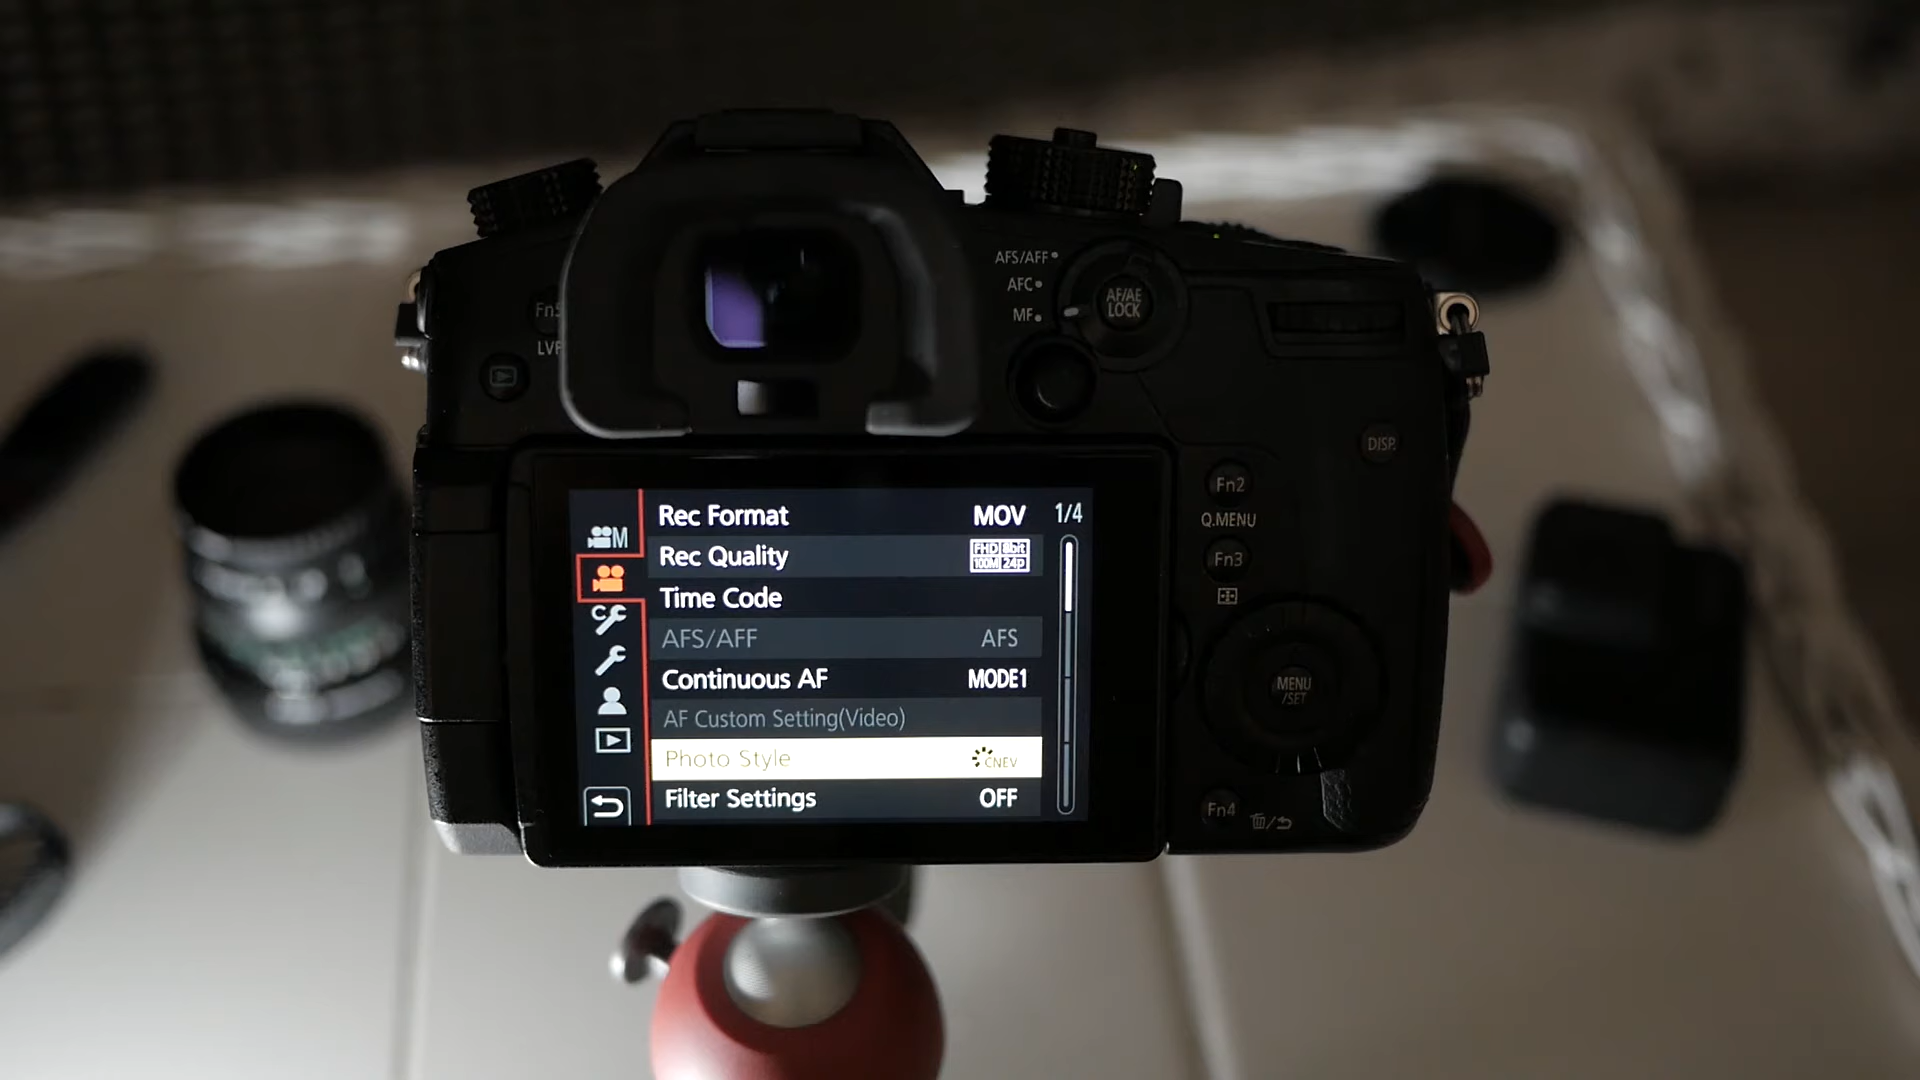 AFS/AFF
AFC
MF
AF/AE
LOCK
Fn5
LVF
DISP.
Fn2
Q.MENU
Fn3
MENU
/SET
Fn4
M
C
Rec Format MOV 1/4
Rec Quality FHD 8bit
100M 24p
Time Code
AFS/AFF AFS
Continuous AF MODE1
AF Custom Setting(Video)
Photo Style CNEV
Filter Settings OFF